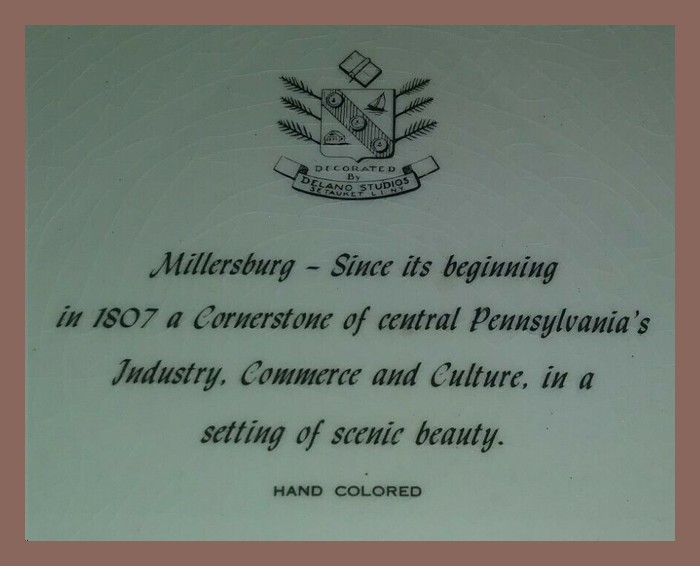 DECORATED
By
DELANO STUDIOS
SETAUKET L.I. N.Y.
Millersburg – Since its beginning
in 1807 a Cornerstone of central Pennsylvania's
Industry, Commerce and Culture, in a
setting of scenic beauty.
HAND COLORED